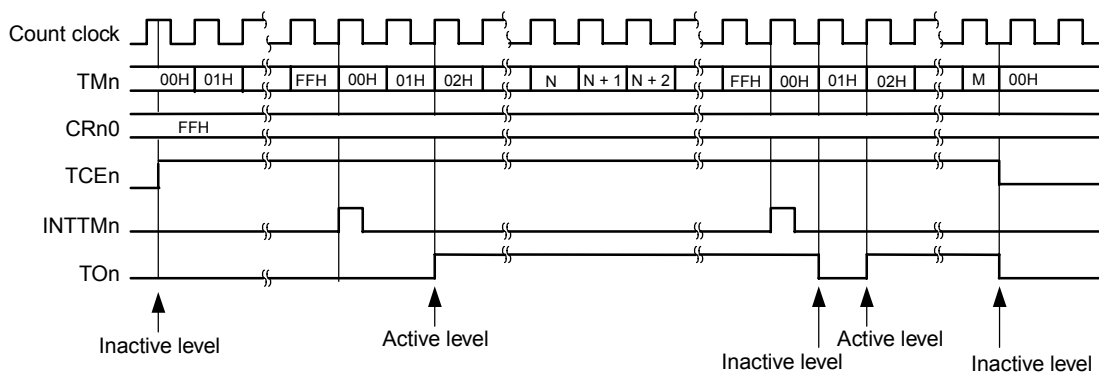 Count clock
TMn 00H 01H FFH 00H 01H 02H N N + 1 N + 2 FFH 00H 01H 02H M 00H
CRn0 FFH
TCEn
INTTMn
TOn
Inactive level Active level Inactive level Active level Inactive level